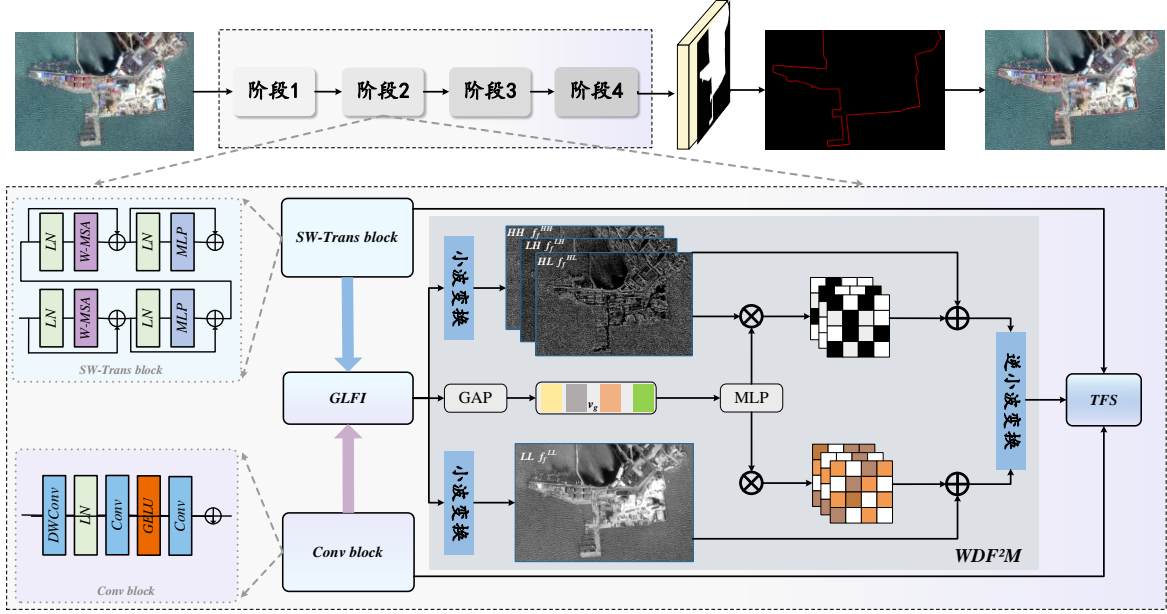 阶段1
阶段2
阶段3
阶段4
LN
W-MSA
LN
MLP
LN
W-MSA
LN
MLP
SW-Trans block
SW-Trans block
小波变换
HH f_f^{HH}
LH f_f^{LH}
HL f_f^{HL}
GLFI
GAP
v_g
MLP
逆小波变换
TFS
小波变换
LL f_f^{LL}
DWConv
LN
Conv
GELU
Conv
Conv block
Conv block
WDF²M